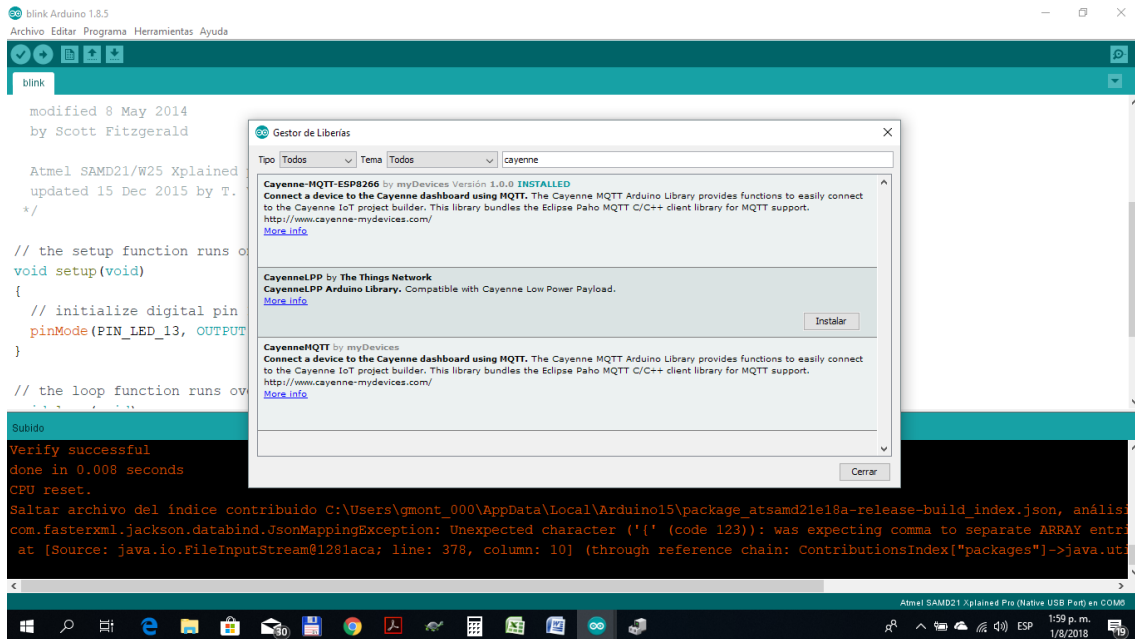 blink Arduino 1.8.5
Archivo Editar Programa Herramientas Ayuda
blink
modified 8 May 2014
by Scott Fitzgerald
Atmel SAMD21/W25 Xplained
updated 15 Dec 2015 by T.
*/
// the setup function runs o
void setup(void)
{
// initialize digital pin
pinMode(PIN_LED_13, OUTPUT
}
// the loop function runs ov
Gestor de Liberías
Tipo Todos Tema Todos cayenne
Cayenne-MQTT-ESP8266 by myDevices Versión 1.0.0 INSTALLED
Connect a device to the Cayenne dashboard using MQTT. The Cayenne MQTT Arduino Library provides functions to easily connect
to the Cayenne IoT project builder. This library bundles the Eclipse Paho MQTT C/C++ client library for MQTT support.
http://www.cayenne-mydevices.com/
More info
CayenneLPP by The Things Network
CayenneLPP Arduino Library. Compatible with Cayenne Low Power Payload.
More info
Instalar
CayenneMQTT by myDevices
Connect a device to the Cayenne dashboard using MQTT. The Cayenne MQTT Arduino Library provides functions to easily connect
to the Cayenne IoT project builder. This library bundles the Eclipse Paho MQTT C/C++ client library for MQTT support.
http://www.cayenne-mydevices.com/
More info
Cerrar
Subido
Verify successful
done in 0.008 seconds
CPU reset.
Saltar archivo del índice contribuido C:\Users\gmont_000\AppData\Local\Arduino15\package_atsamd21e18a-release-build_index.json, análisi
com.fasterxml.jackson.databind.JsonMappingException: Unexpected character ('{' (code 123)): was expecting comma to separate ARRAY entri
at [Source: java.io.FileInputStream@1281aca; line: 378, column: 10] (through reference chain: ContributionsIndex["packages"]->java.uti
Atmel SAMD21 Xplained Pro (Native USB Port) en COM6
30
ESP
1:59 p. m.
1/8/2018
19